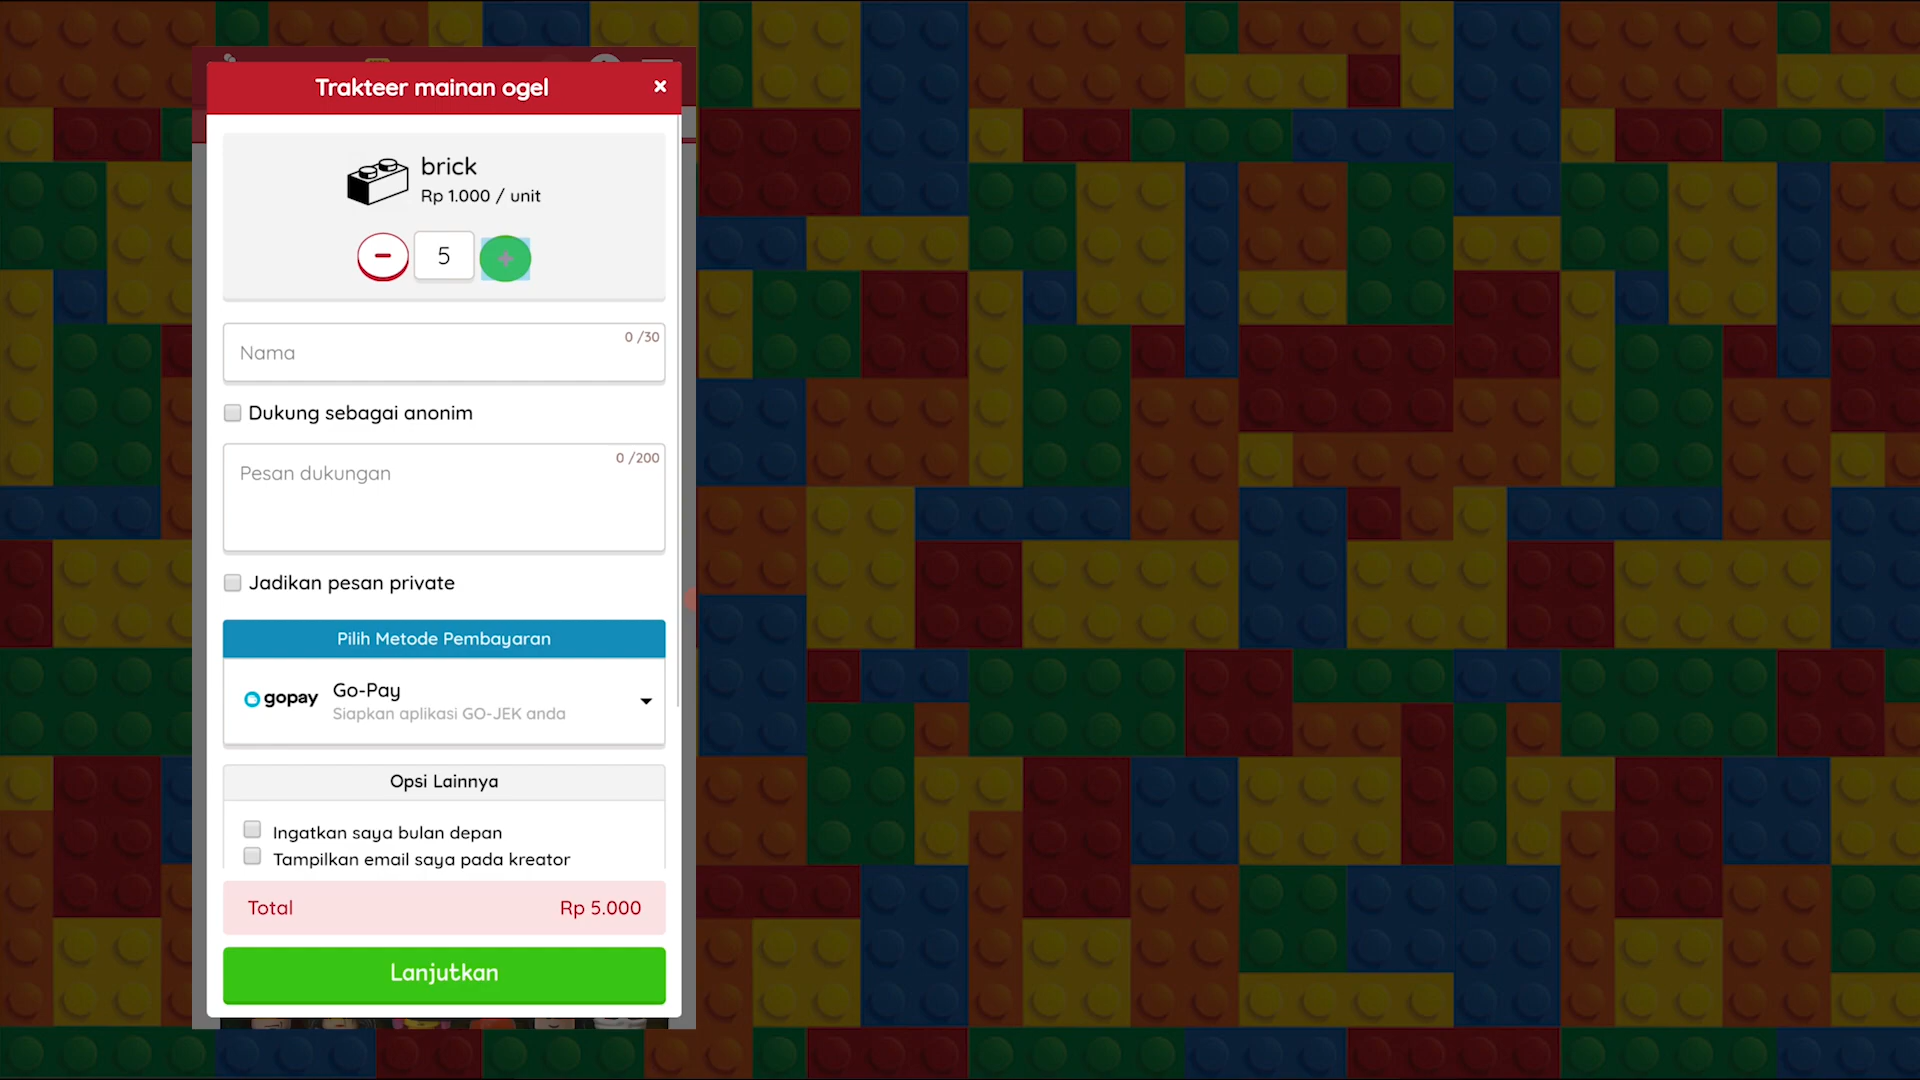 Trakteer mainan ogel
brick
Rp 1.000 / unit
5
Nama
0 /30
Dukung sebagai anonim
Pesan dukungan
0 /200
Jadikan pesan private
Pilih Metode Pembayaran
gopay
Go-Pay
Siapkan aplikasi GO-JEK anda
Opsi Lainnya
Ingatkan saya bulan depan
Tampilkan email saya pada kreator
Total Rp 5.000
Lanjutkan